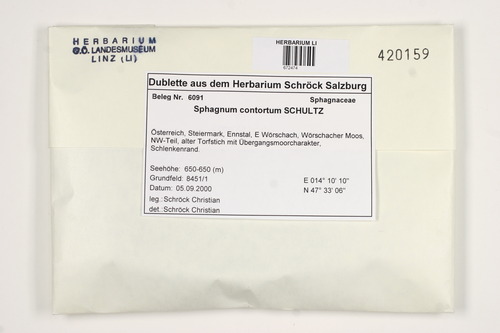 HERBARIUM
O.Ö. LANDESMUSEUM
LINZ (LI)
HERBARIUM LI
672474
420159
Dublette aus dem Herbarium Schröck Salzburg
Beleg Nr. 6091 Sphagnaceae
Sphagnum contortum SCHULTZ
Österreich, Steiermark, Ennstal, E Wörschach, Wörschacher Moos,
NW-Teil, alter Torfstich mit Übergangsmoorcharakter,
Schlenkenrand.
Seehöhe: 650-650 (m)
Grundfeld: 8451/1 E 014° 10' 10"
Datum: 05.09.2000 N 47° 33' 06"
leg.:Schröck Christian
det.:Schröck Christian